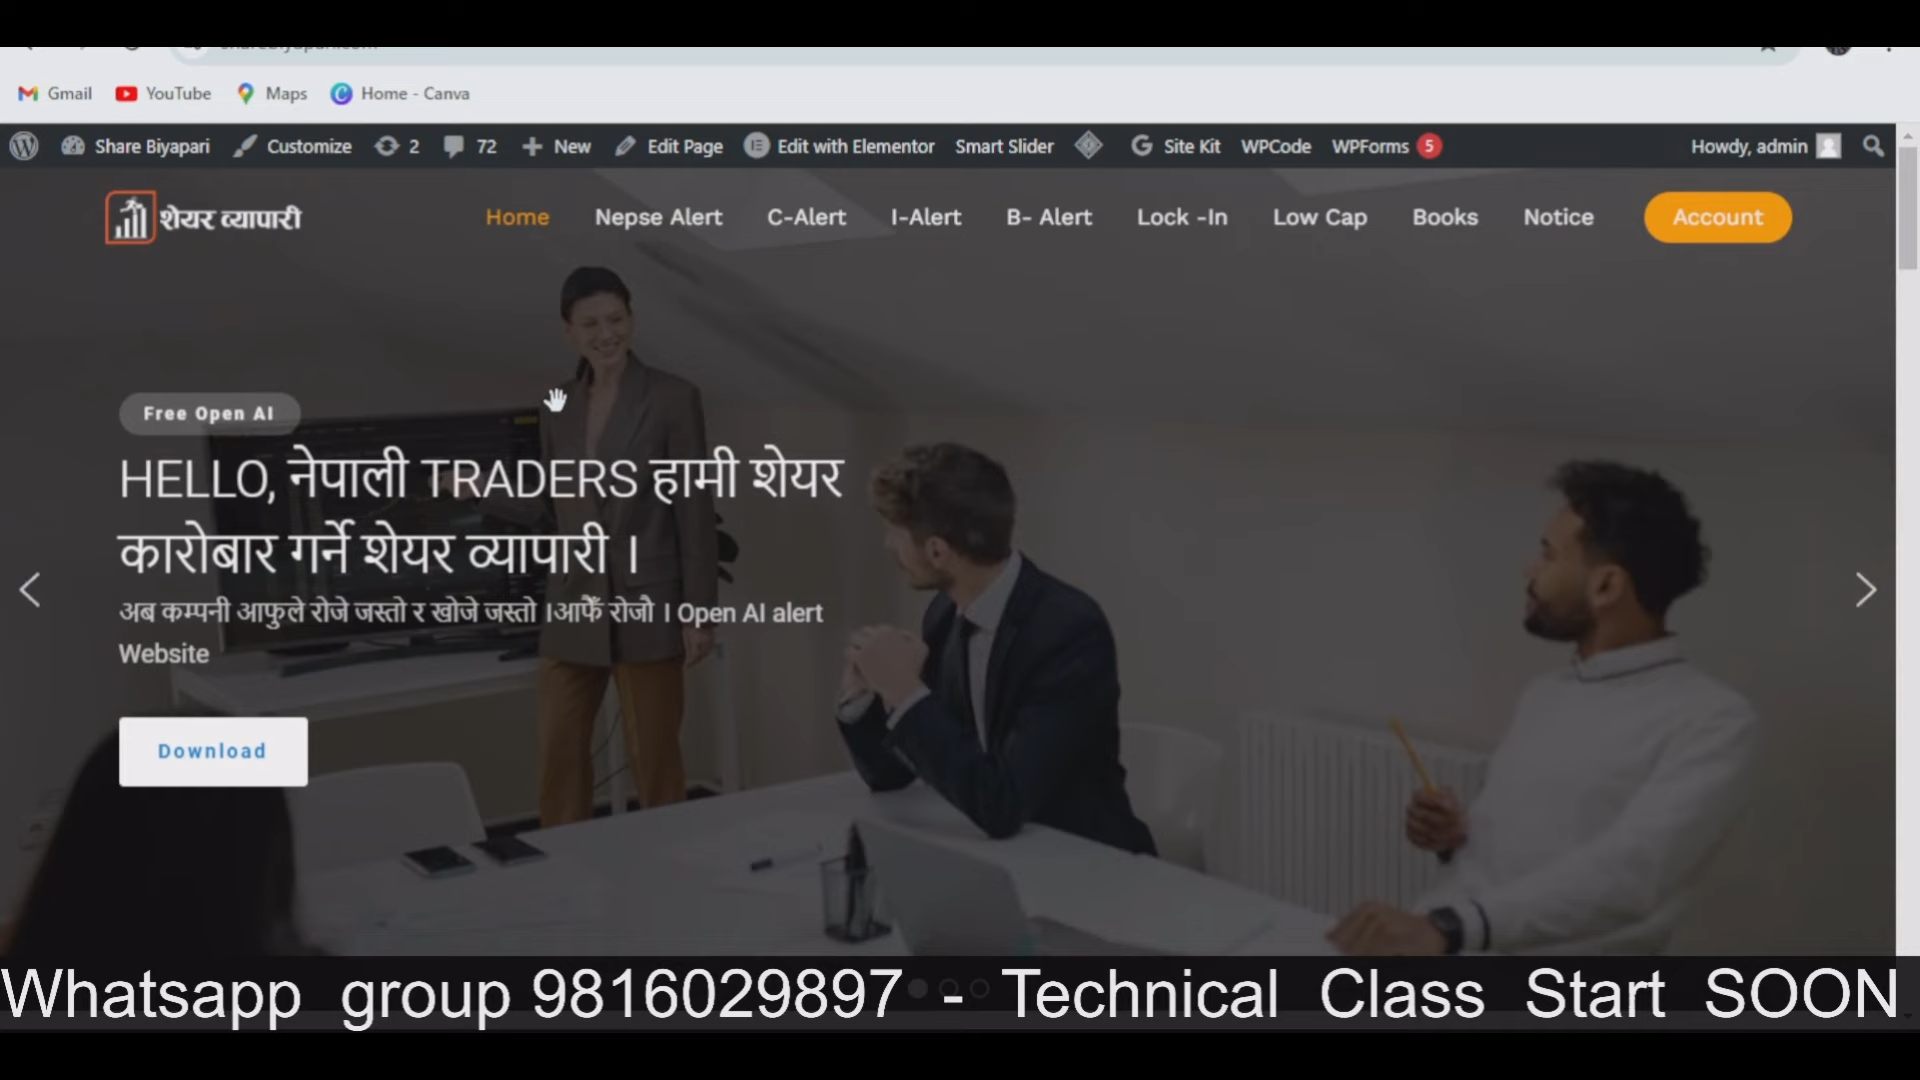 Gmail YouTube Maps Home - Canva
Share Biyapari Customize 2 72 New Edit Page Edit with Elementor Smart Slider Site Kit WPCode WPForms 5 Howdy, admin
शेयर व्यापारी Home Nepse Alert C-Alert I-Alert B- Alert Lock -In Low Cap Books Notice Account
Free Open AI
HELLO, नेपाली TRADERS हामी शेयर
कारोबार गर्ने शेयर व्यापारी ।
अब कम्पनी आफुले रोजे जस्तो र खोजे जस्तो ।आफैँ रोजौ । Open AI alert
Website
Download
Whatsapp group 9816029897 - Technical Class Start SOON